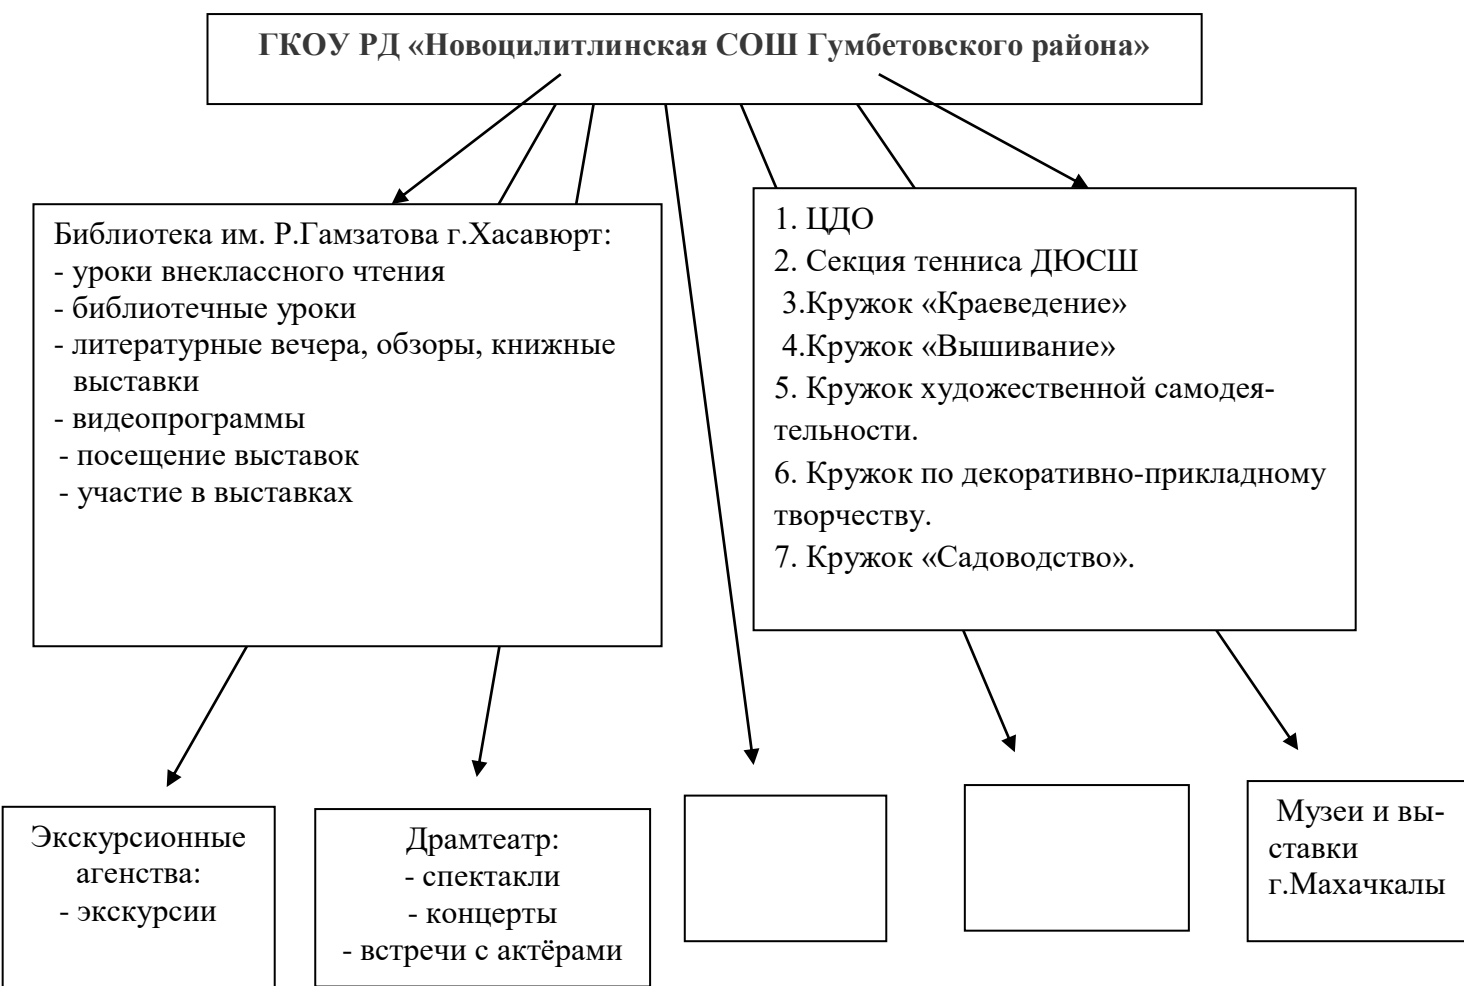 ГКОУ РД «Новоцилитлинская СОШ Гумбетовского района»
Библиотека им. Р.Гамзатова г.Хасавюрт:
- уроки внеклассного чтения
- библиотечные уроки
- литературные вечера, обзоры, книжные
выставки
- видеопрограммы
- посещение выставок
- участие в выставках
1. ЦДО
2. Секция тенниса ДЮСШ
3.Кружок «Краеведение»
4.Кружок «Вышивание»
5. Кружок художественной самодея-
тельности.
6. Кружок по декоративно-прикладному
творчеству.
7. Кружок «Садоводство».
Экскурсионные
агенства:
- экскурсии
Драмтеатр:
- спектакли
- концерты
- встречи с актёрами
Музеи и вы-
ставки
г.Махачкалы